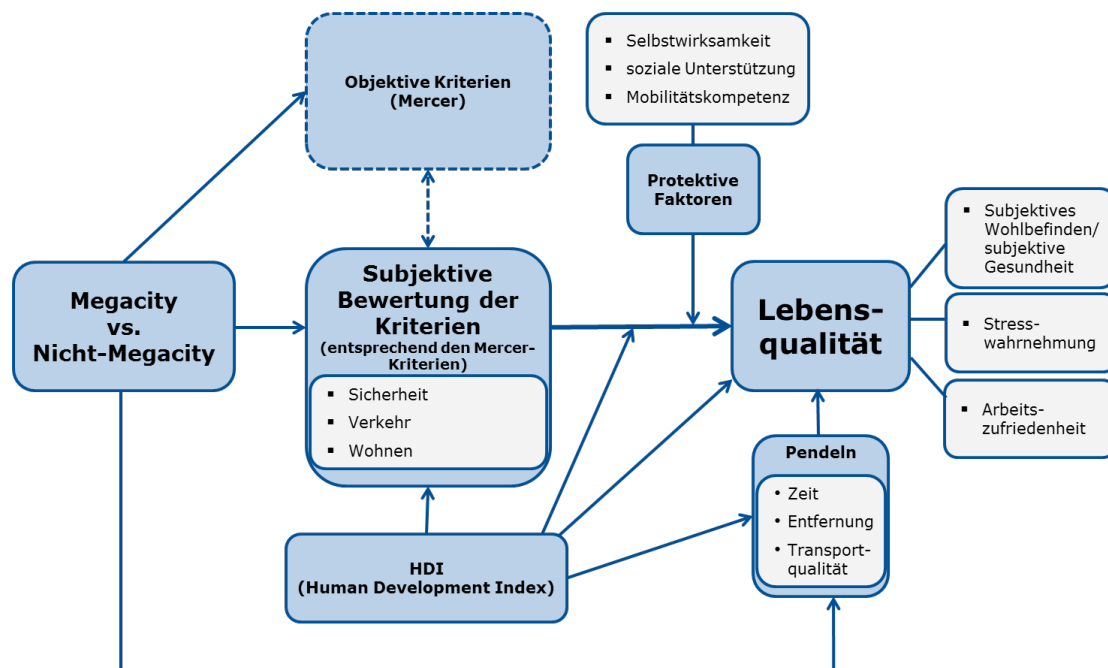 Objektive Kriterien
(Mercer)
Selbstwirksamkeit
soziale Unterstützung
Mobilitätskompetenz
Protektive
Faktoren
Megacity
vs.
Nicht-Megacity
Subjektive
Bewertung der
Kriterien
(entsprechend den Mercer-
Kriterien)
Sicherheit
Verkehr
Wohnen
Lebens-
qualität
Subjektives
Wohlbefinden/
subjektive
Gesundheit
Stress-
wahrnehmung
Arbeits-
zufriedenheit
Pendeln
Zeit
Entfernung
Transport-
qualität
HDI
(Human Development Index)